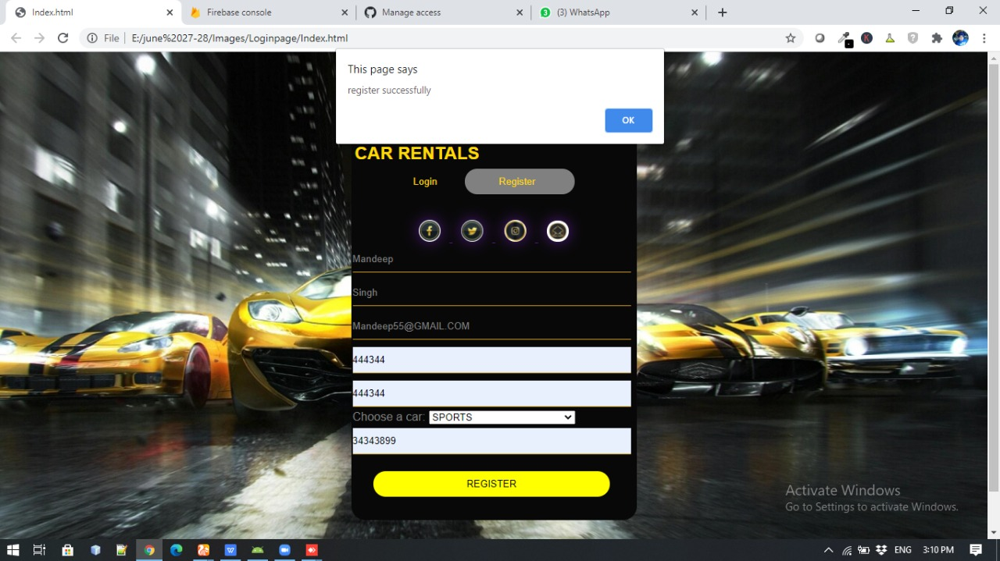 Index.html
Firebase console
Manage access
(3) WhatsApp
File
E:/june%2027-28/Images/Loginpage/Index.html
This page says
register successfully
OK
CAR RENTALS
Login
Register
Mandeep
Singh
Mandeep55@GMAIL.COM
444344
444344
Choose a car: SPORTS
34343899
REGISTER
Activate Windows
Go to Settings to activate Windows.
ENG
3:10 PM